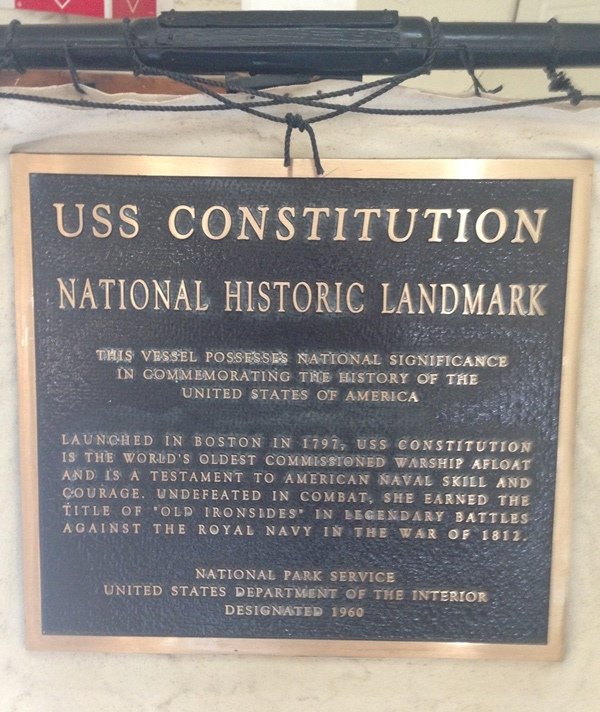 USS CONSTITUTION
NATIONAL HISTORIC LANDMARK
THIS VESSEL POSSESSES NATIONAL SIGNIFICANCE
IN COMMEMORATING THE HISTORY OF THE
UNITED STATES OF AMERICA
LAUNCHED IN BOSTON IN 1797, USS CONSTITUTION
IS THE WORLD'S OLDEST COMMISSIONED WARSHIP AFLOAT
AND IS A TESTAMENT TO AMERICAN NAVAL SKILL AND
COURAGE. UNDEFEATED IN COMBAT, SHE EARNED THE
TITLE OF "OLD IRONSIDES" IN LEGENDARY BATTLES
AGAINST THE ROYAL NAVY IN THE WAR OF 1812.
NATIONAL PARK SERVICE
UNITED STATES DEPARTMENT OF THE INTERIOR
DESIGNATED 1960